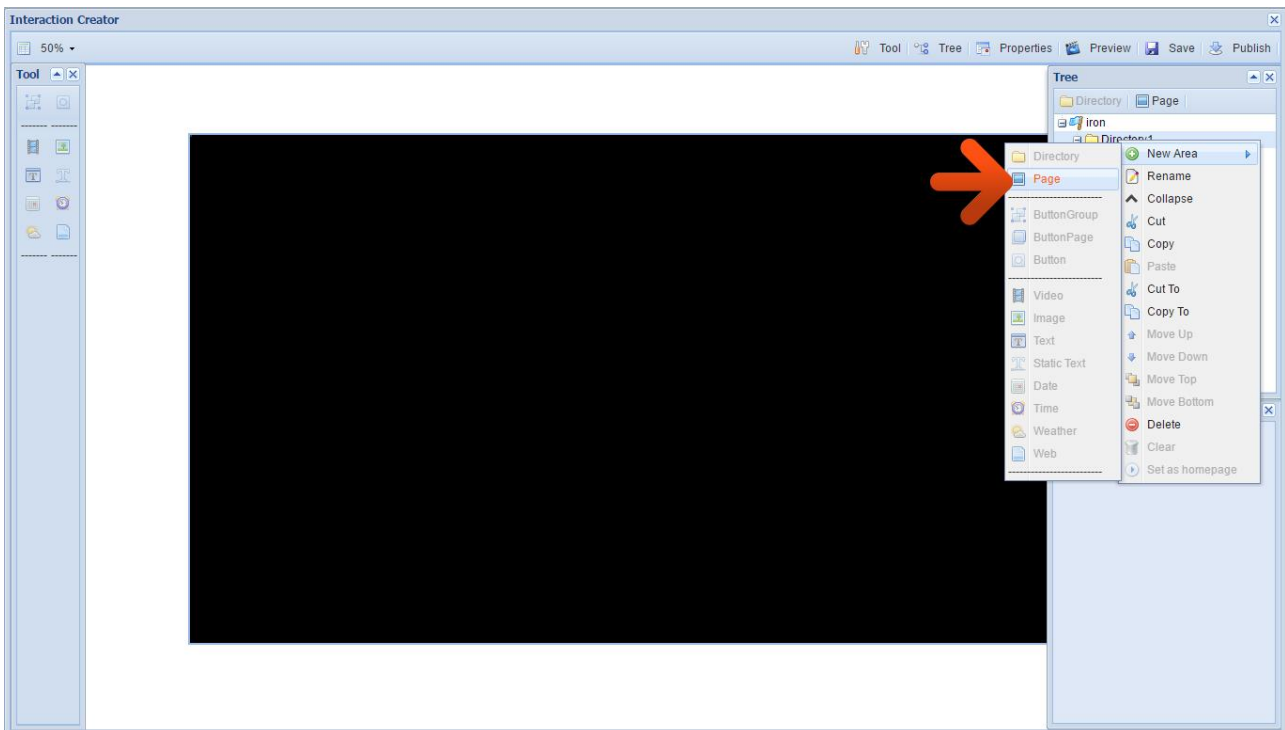 Interaction Creator
50%
Tool Tree Properties Preview Save Publish
Tool
Tree
Directory Page
iron
Directory1
Directory
Page
-------------------------
ButtonGroup
ButtonPage
Button
-------------------------
Video
Image
Text
Static Text
Date
Time
Weather
Web
-------------------------
New Area
Rename
Collapse
Cut
Copy
Paste
Cut To
Copy To
Move Up
Move Down
Move Top
Move Bottom
Delete
Clear
Set as homepage